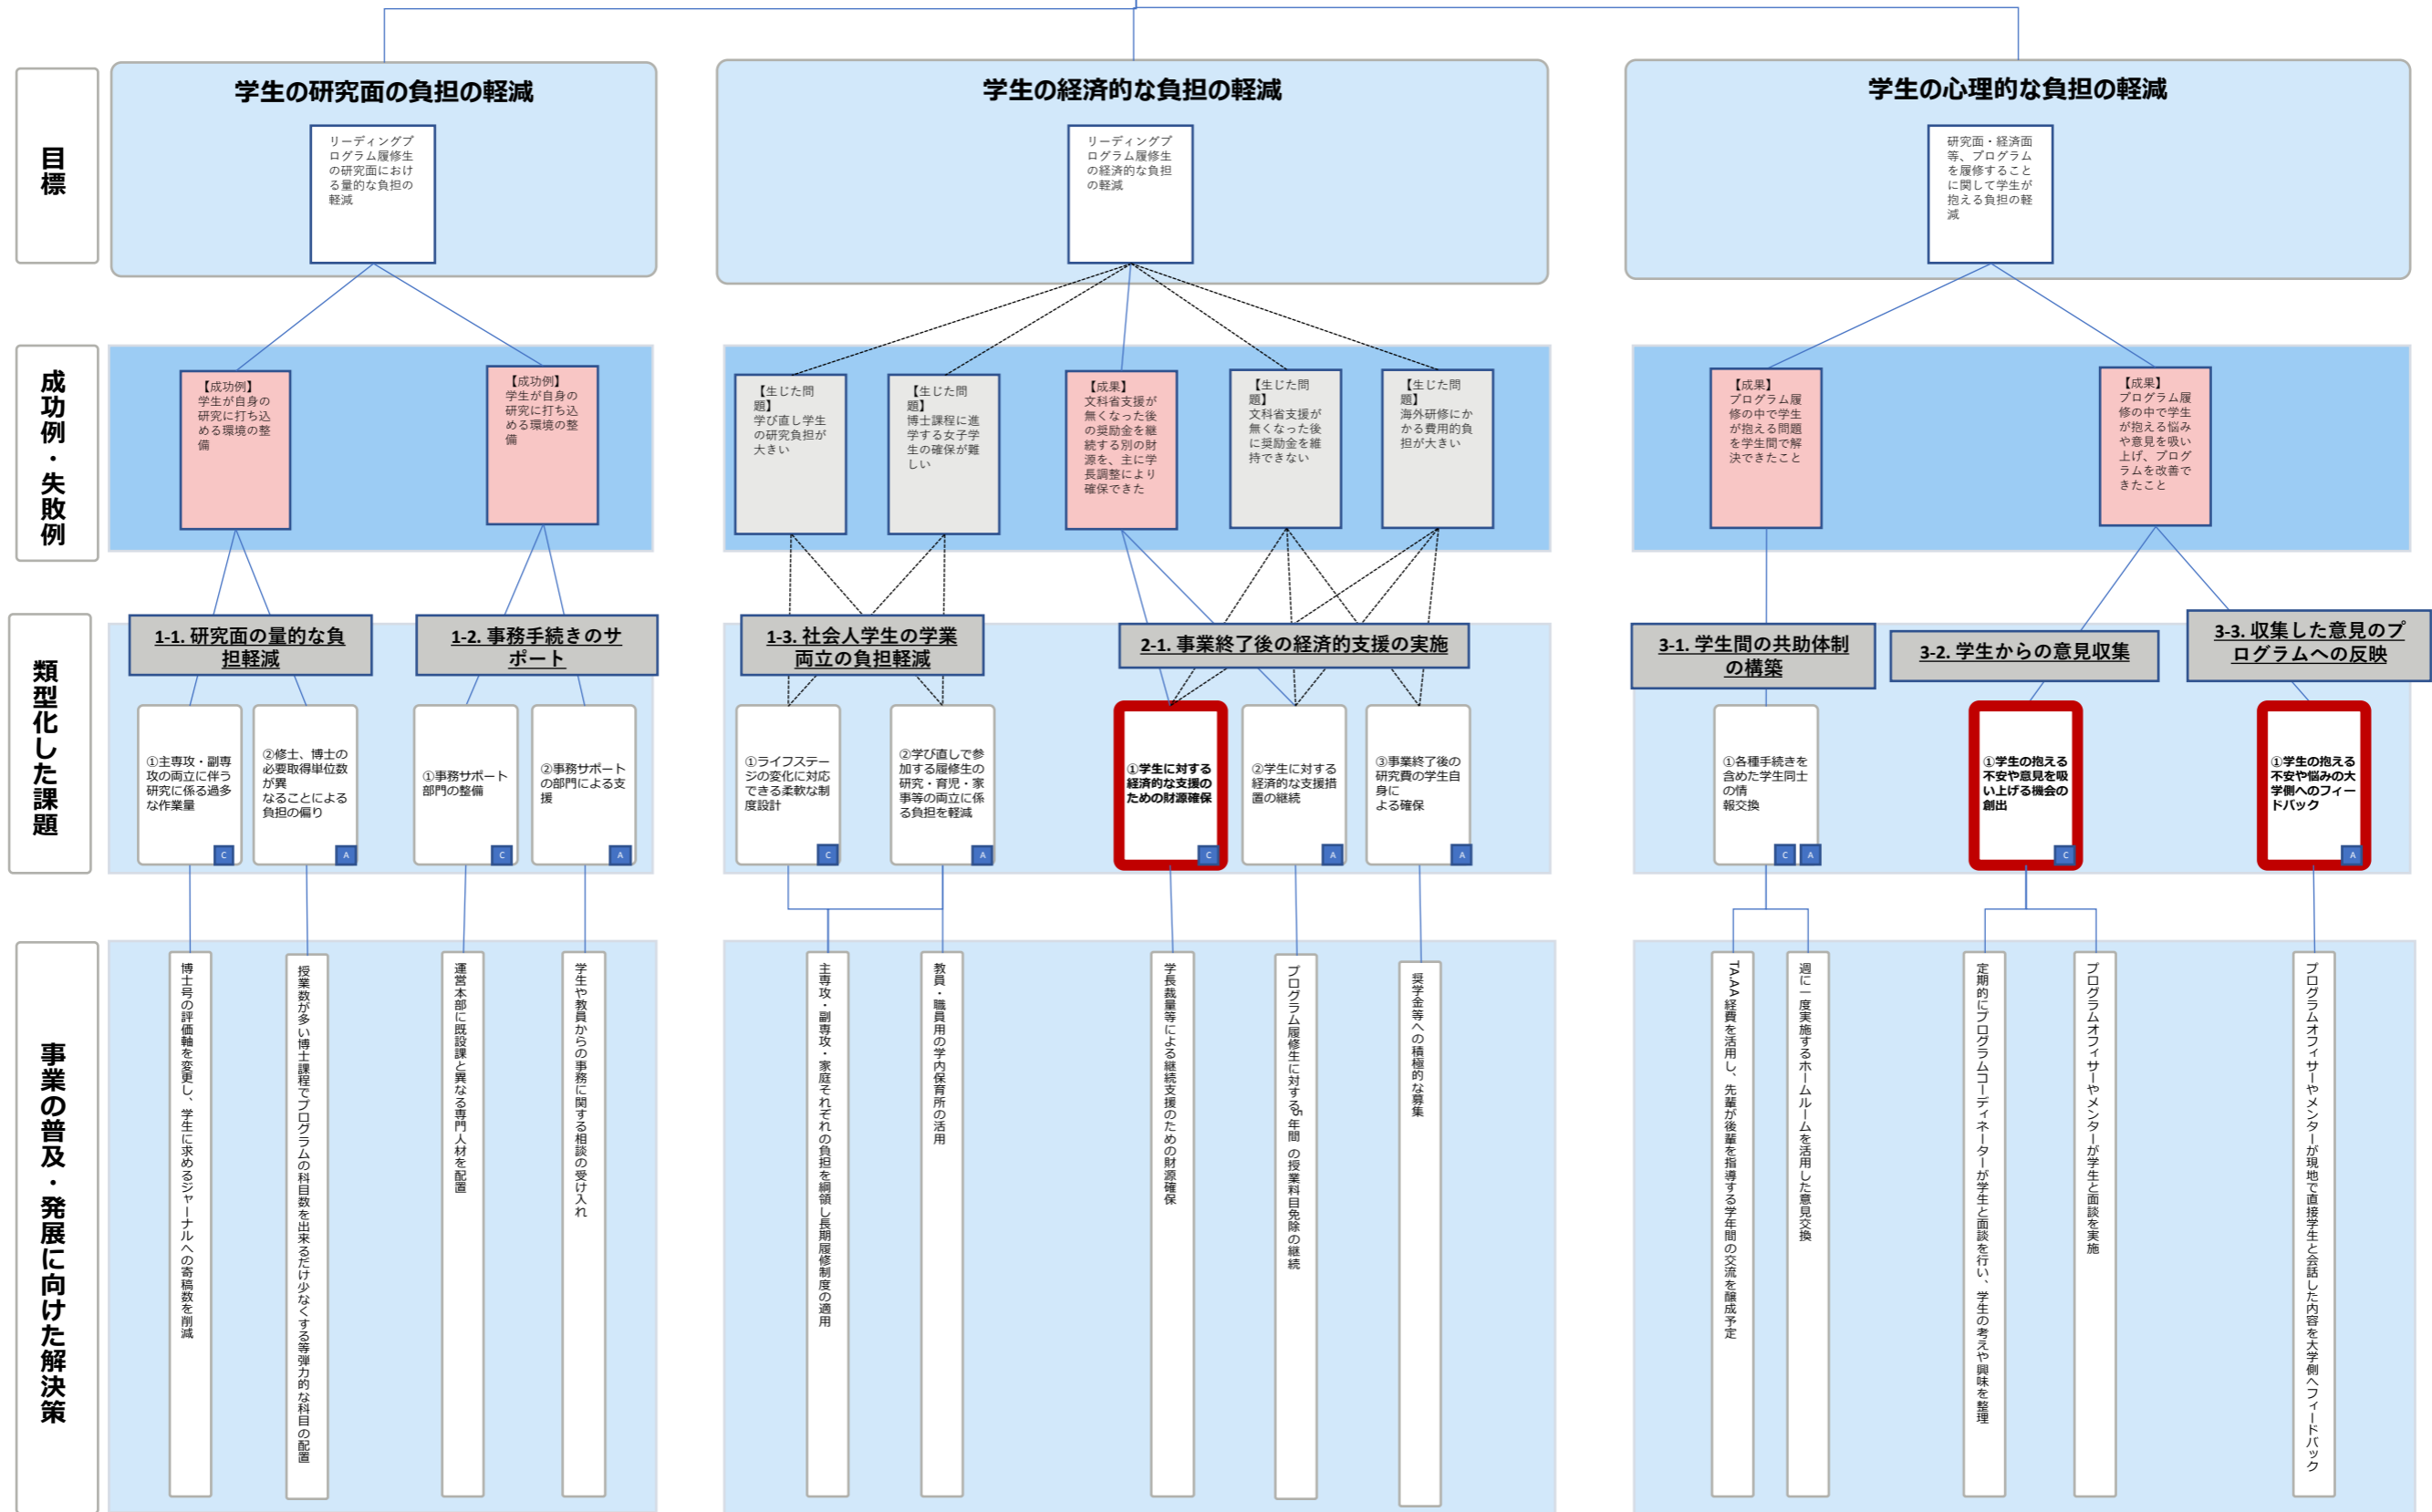 目標
学生の研究面の負担の軽減
リーディングプ
ログラム履修生
の研究面におけ
る量的な負担の
軽減
学生の経済的な負担の軽減
リーディングプ
ログラム履修生
の経済的な負担
の軽減
学生の心理的な負担の軽減
研究面・経済面
等、プログラム
を履修すること
に関して学生が
抱える負担の軽
減
成功例・失敗例
【成功例】
学生が自身の
研究に打ち込
める環境の整
備
【成功例】
学生が自身の
研究に打ち込
める環境の整
備
【生じた問
題】
学び直し学生
の研究負担が
大きい
【生じた問
題】
博士課程に進
学する女子学
生の確保が難
しい
【成果】
文科省支援が
無くなった後
の奨励金を継
続する別の財
源を、主に学
長調整により
確保できた
【生じた問
題】
文科省支援が
無くなった後
に奨励金を維
持できない
【生じた問
題】
海外研修にか
かる費用的負
担が大きい
【成果】
プログラム履
修の中で学生
が抱える問題
を学生間で解
決できたこと
【成果】
プログラム履
修の中で学生
が抱える悩み
や意見を吸い
上げ、プログ
ラムを改善で
きたこと
類型化した課題
1-1. 研究面の量的な負
担軽減
1-2. 事務手続きのサ
ポート
1-3. 社会人学生の学業
両立の負担軽減
2-1. 事業終了後の経済的支援の実施
3-1. 学生間の共助体制
の構築
3-2. 学生からの意見収集
3-3. 収集した意見のプ
ログラムへの反映
①主専攻・副専
攻の両立に伴う
研究に係る過多
な作業量
C
②修士、博士の
必要取得単位数
が異
なることによる
負担の偏り
A
①事務サポート
部門の整備
C
②事務サポート
の部門による支
援
A
①ライフステー
ジの変化に対応
できる柔軟な制
度設計
C
②学び直しで参
加する履修生の
研究・育児・家
事等の両立に係
る負担を軽減
A
①学生に対する
経済的な支援の
ための財源確保
C
②学生に対する
経済的な支援措
置の継続
A
③事業終了後の
研究費の学生自
身に
よる確保
A
①各種手続きを
含めた学生同士
の情
報交換
C A
①学生の抱える
不安や意見を吸
い上げる機会の
創出
C
①学生の抱える
不安や悩みの大
学側へのフィー
ドバック
A
事業の普及・発展に向けた解決策
博士号の評価軸を変更し、学生に求めるジャーナルへの寄稿数を削減
授業数が多い博士課程でプログラムの科目数を出来るだけ少なくする等弾力的な科目の配置
運営本部に既設課と異なる専門人材を配置
学生や教員からの事務に関する相談の受け入れ
主専攻・副専攻・家庭それぞれの負担を綱領し長期履修制度の適用
教員・職員用の学内保育所の活用
学長裁量等による継続支援のための財源確保
プログラム履修生に対する5年間 の授業料目免除の継続
奨学金等への積極的な募集
TA,AA経費を活用し、先輩が後輩を指導する学年間の交流を醸成予定
週に一度実施するホームルームを活用した意見交換
定期的にプログラムコーディネーターが学生と面談を行い、学生の考えや興味を整理
プログラムオフィサーやメンターが学生と面談を実施
プログラムオフィサーやメンターが現地で直接学生と会話した内容を大学側へフィードバック